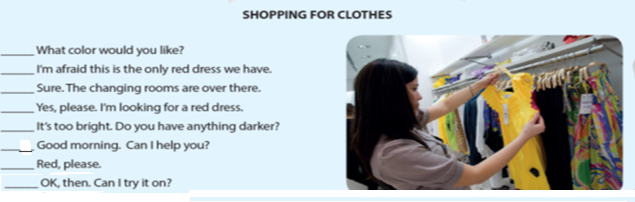 SHOPPING FOR CLOTHES
_____ What color would you like?
_____ I'm afraid this is the only red dress we have.
_____ Sure. The changing rooms are over there.
_____ Yes, please. I'm looking for a red dress.
_____ It's too bright. Do you have anything darker?
_____ Good morning. Can I help you?
_____ Red, please.
_____ OK, then. Can I try it on?